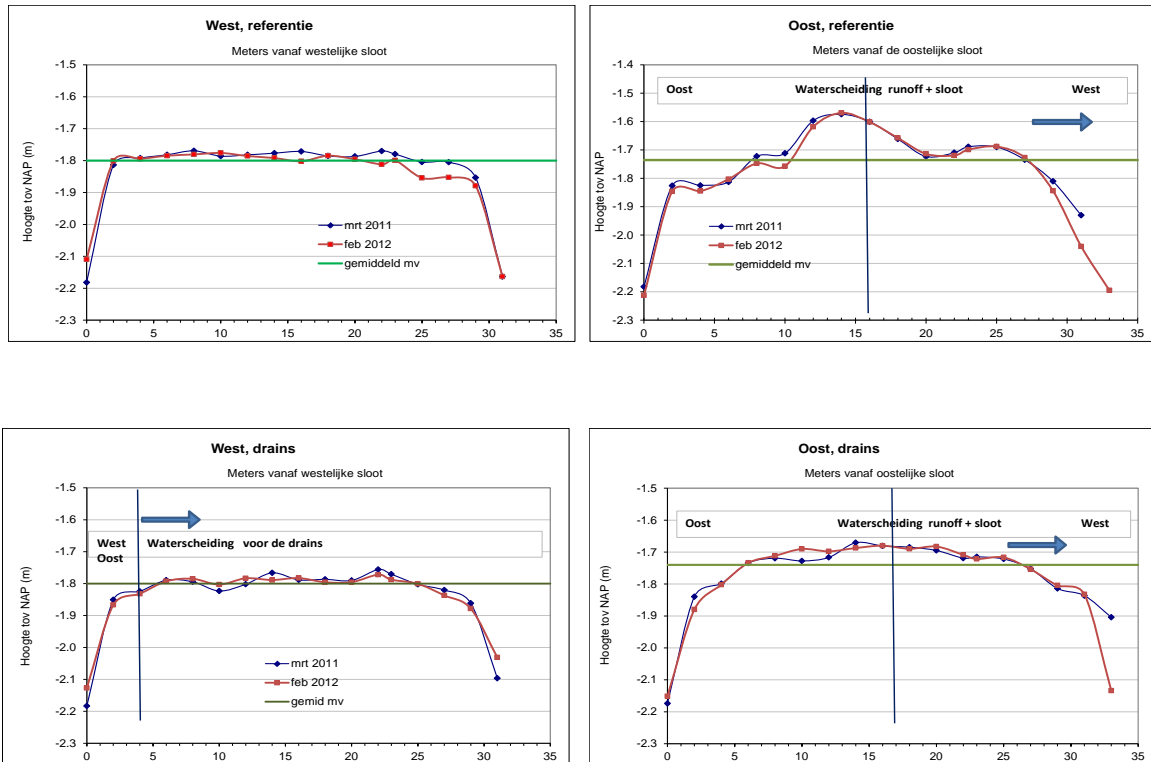 West, referentie
Meters vanaf westelijke sloot
Hoogte tov NAP (m)
-1.5
-1.6
-1.7
-1.8
-1.9
-2.0
-2.1
-2.2
-2.3
mrt 2011
feb 2012
gemiddeld mv
0 5 10 15 20 25 30 35
Oost, referentie
Meters vanaf de oostelijke sloot
Hoogte tov NAP (m)
-1.4
-1.5
-1.6
-1.7
-1.8
-1.9
-2.0
-2.1
-2.2
-2.3
Oost Waterscheiding runoff + sloot West
mrt 2011
feb 2012
gemiddeld mv
0 5 10 15 20 25 30 35
West, drains
Meters vanaf westelijke sloot
Hoogte tov NAP (m)
-1.5
-1.6
-1.7
-1.8
-1.9
-2.0
-2.1
-2.2
-2.3
West Waterscheiding voor de drains
Oost
mrt 2011
feb 2012
gemid mv
0 5 10 15 20 25 30 35
Oost, drains
Meters vanaf oostelijke sloot
Hoogte tov NAP (m)
-1.5
-1.6
-1.7
-1.8
-1.9
-2.0
-2.1
-2.2
-2.3
Oost Waterscheiding runoff + sloot West
0 5 10 15 20 25 30 35